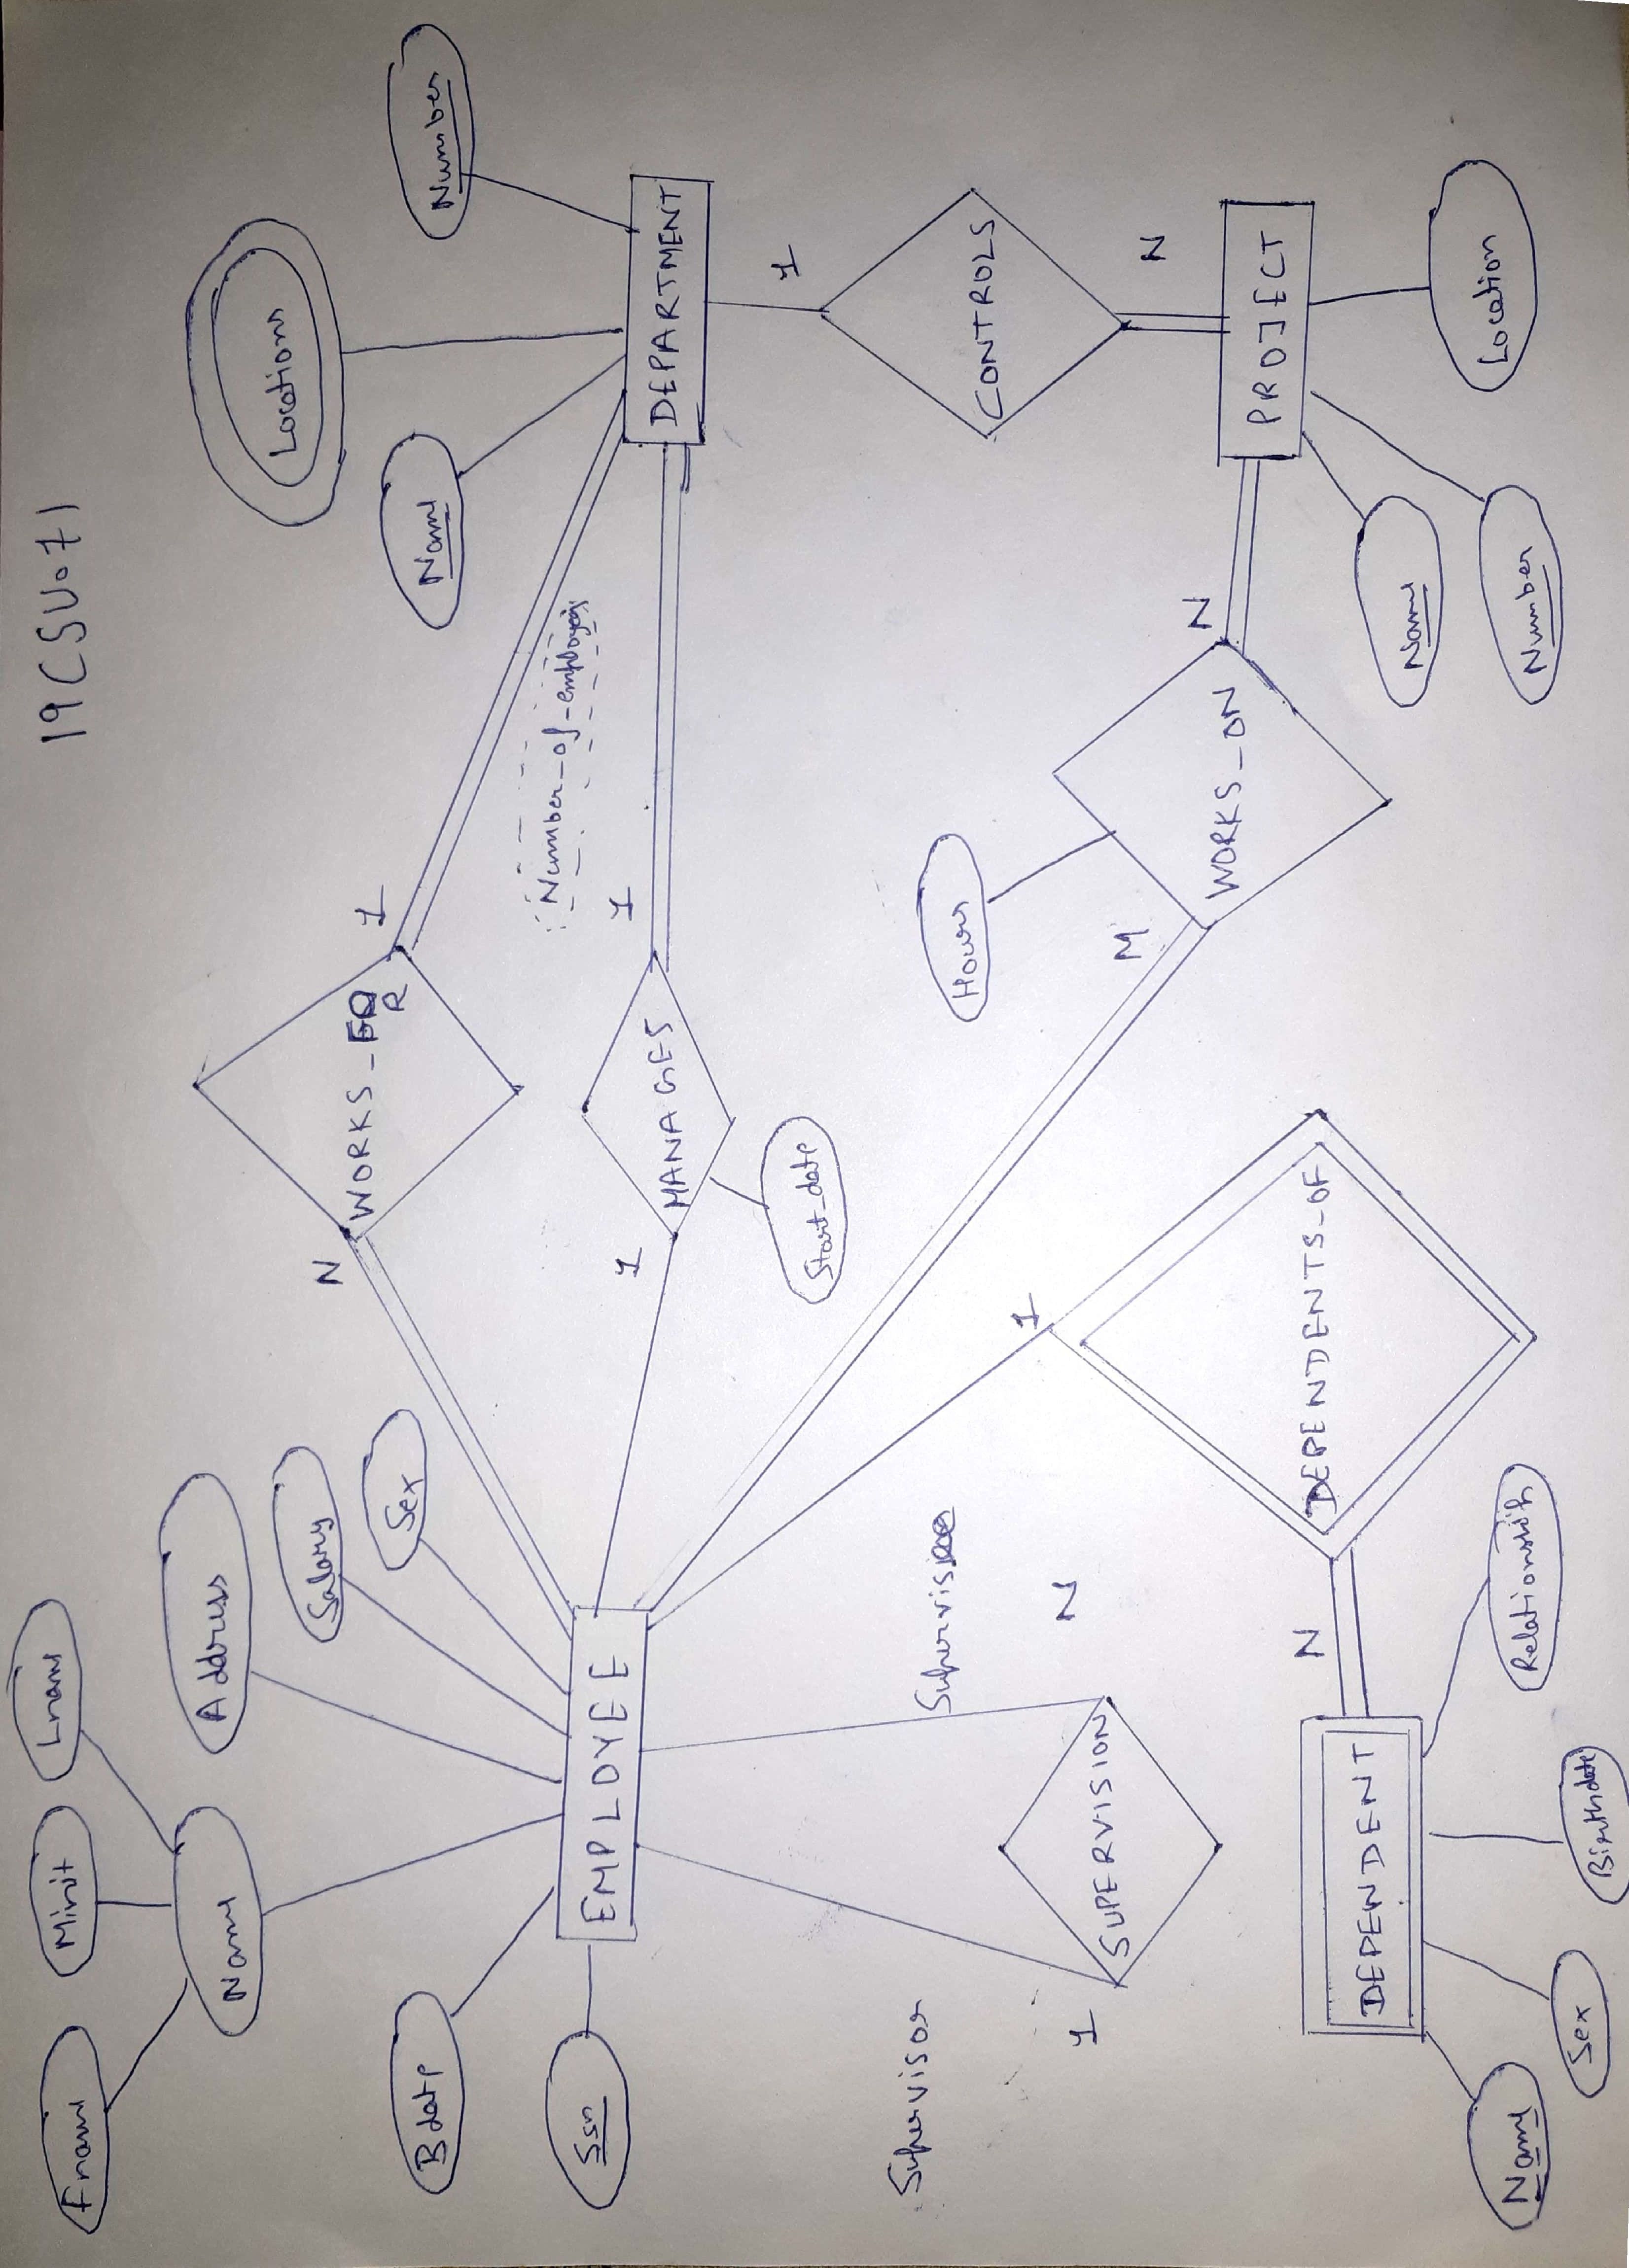 19CSU071
Fname
Minit
Lname
Name
Address
Salary
Sex
Bdate
Ssn
EMPLOYEE
N
WORKS_FOR
1
Name
Locations
Number
DEPARTMENT
Number_of_employees
1
MANAGES
1
Start_date
1
CONTROLS
N
Hours
M
WORKS_ON
N
PROJECT
Name
Number
Location
Supervisor
1
SUPERVISION
N
1
DEPENDENTS_OF
N
DEPENDENT
Name
Sex
Birthdate
Relationship